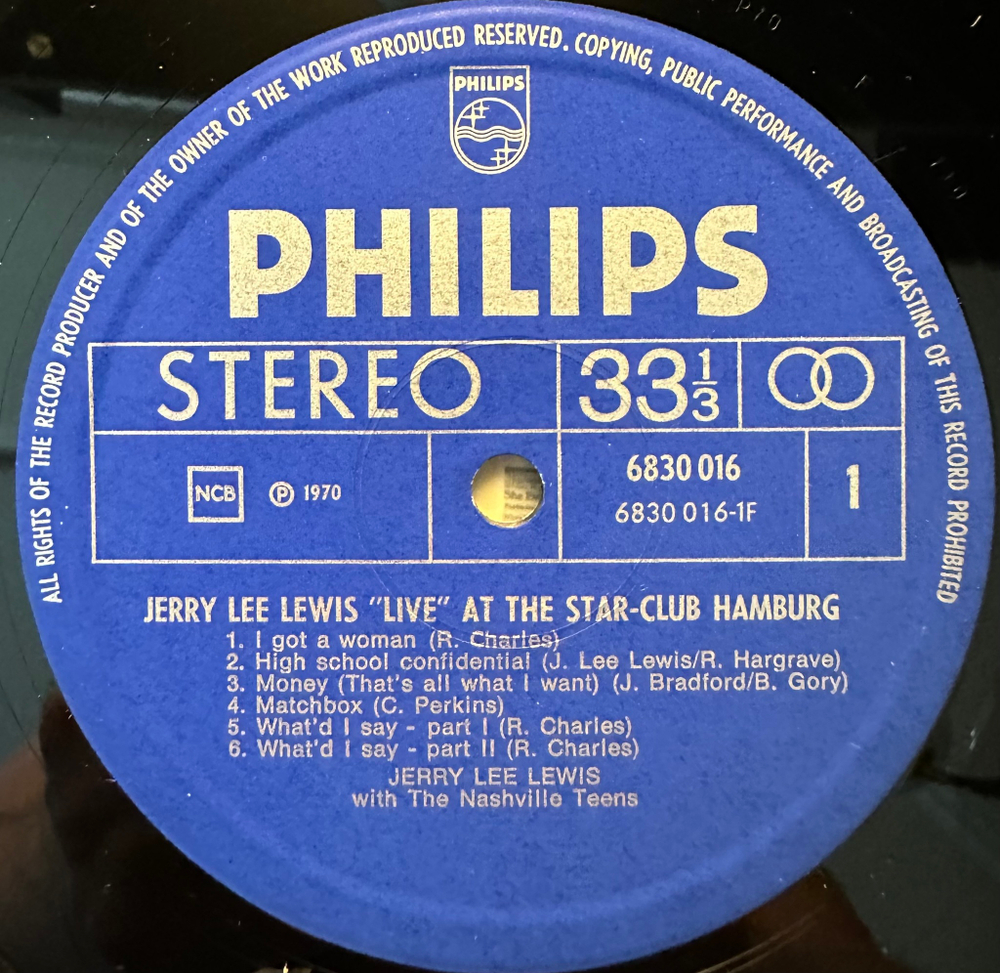 ALL RIGHTS OF THE RECORD PRODUCER AND OF THE OWNER OF THE WORK REPRODUCED RESERVED. COPYING, PUBLIC PERFORMANCE AND BROADCASTING OF THIS RECORD PROHIBITED
PHILIPS
PHILIPS
STEREO 33 1/3
NCB ℗ 1970 6830 016 1
6830 016-1F
JERRY LEE LEWIS "LIVE" AT THE STAR-CLUB HAMBURG
1. I got a woman (R. Charles)
2. High school confidential (J. Lee Lewis/R. Hargrave)
3. Money (That's all what I want) (J. Bradford/B. Gory)
4. Matchbox (C. Perkins)
5. What'd I say - part I (R. Charles)
6. What'd I say - part II (R. Charles)
JERRY LEE LEWIS
with The Nashville Teens